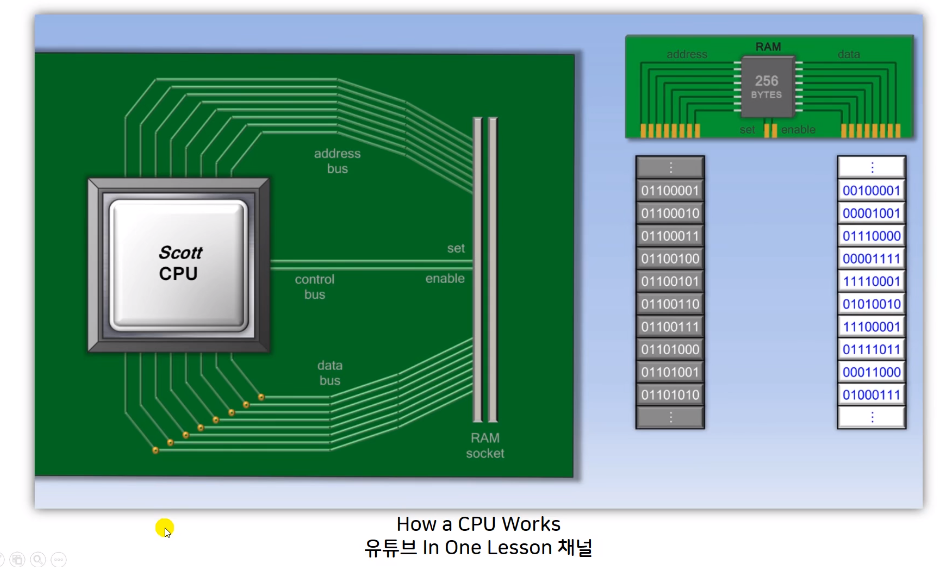 RAM
address
data
256
BYTES
set
enable
address
bus
Scott
CPU
set
control
bus
enable
data
bus
RAM
socket
⋮
01100001
01100010
01100011
01100100
01100101
01100110
01100111
01101000
01101001
01101010
⋮
⋮
00100001
00001001
01110000
00001111
11110001
01010010
11100001
01111011
00011000
01000111
⋮
How a CPU Works
유튜브 In One Lesson 채널